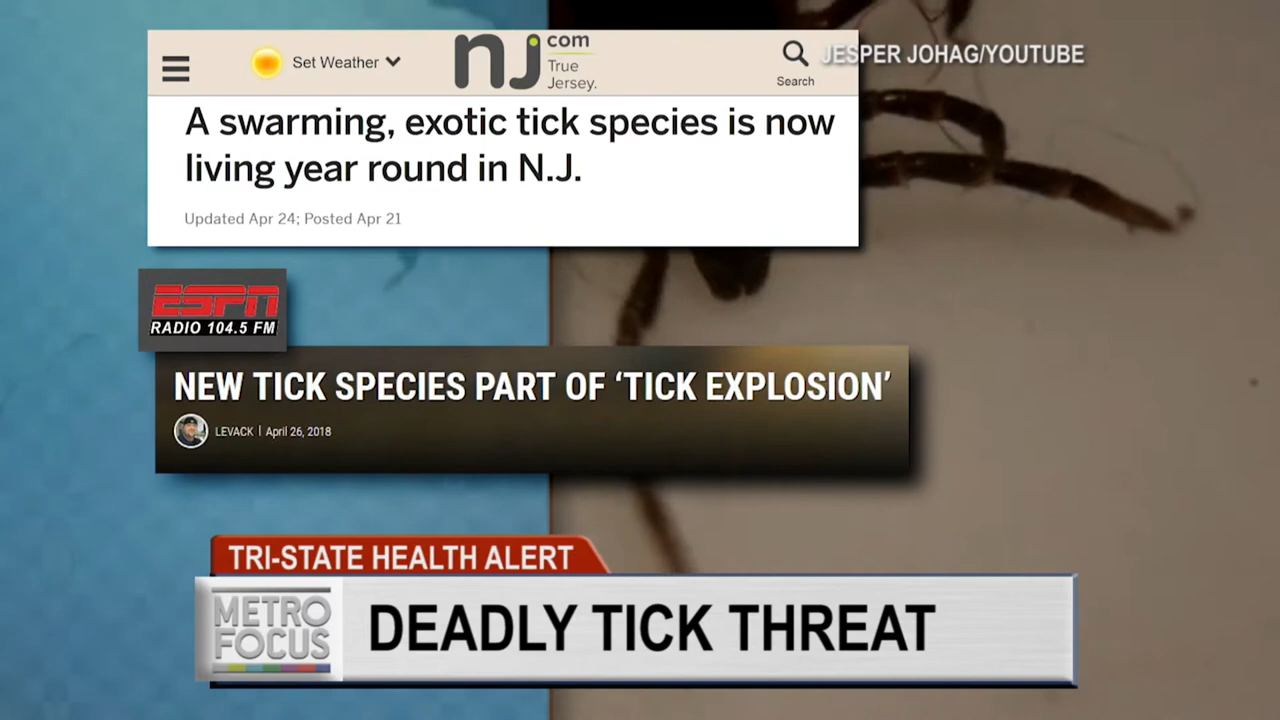 Set Weather
nj
com
True
Jersey.
Search
JESPER JOHAG/YOUTUBE
A swarming, exotic tick species is now
living year round in N.J.
Updated Apr 24; Posted Apr 21
ESPN
RADIO 104.5 FM
NEW TICK SPECIES PART OF ‘TICK EXPLOSION’
LEVACK | April 26, 2018
TRI-STATE HEALTH ALERT
METRO
FOCUS
DEADLY TICK THREAT